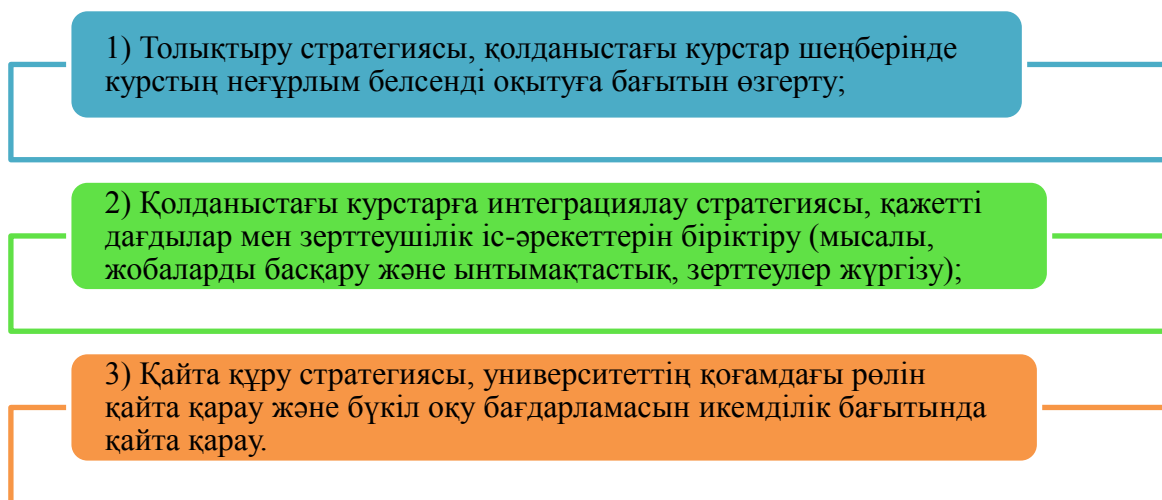 1) Толықтыру стратегиясы, қолданыстағы курстар шеңберінде
курстың неғұрлым белсенді оқытуға бағытын өзгерту;
2) Қолданыстағы курстарға интеграциялау стратегиясы, қажетті
дағдылар мен зерттеушілік іс-әрекеттерін біріктіру (мысалы,
жобаларды басқару және ынтымақтастық, зерттеулер жүргізу);
3) Қайта құру стратегиясы, университеттің қоғамдағы рөлін
қайта қарау және бүкіл оқу бағдарламасын икемділік бағытында
қайта қарау.